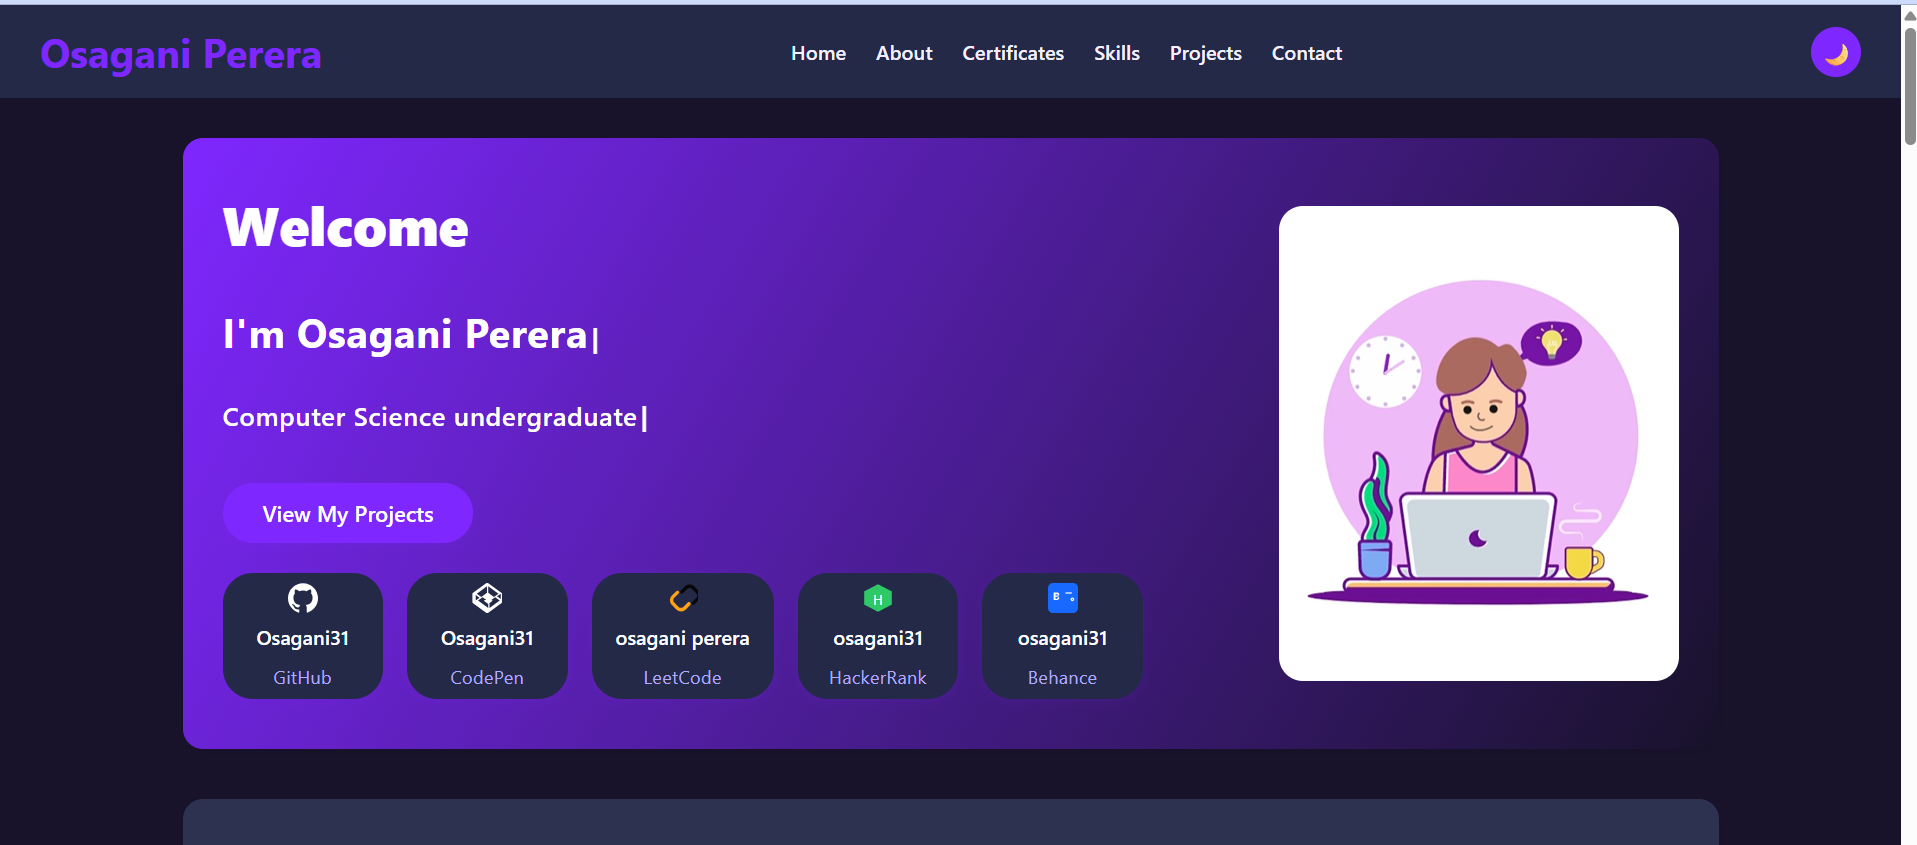 Osagani Perera
Home About Certificates Skills Projects Contact
Welcome
I'm Osagani Perera|
Computer Science undergraduate|
View My Projects
Osagani31 Osagani31 osagani perera osagani31 osagani31
GitHub CodePen LeetCode HackerRank Behance